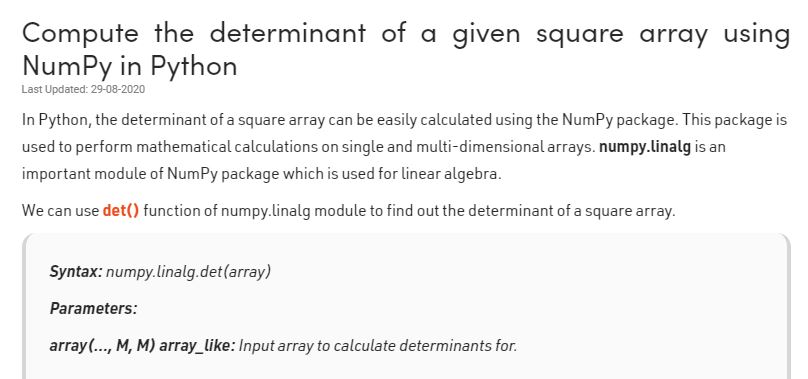 Compute the determinant of a given square array using
NumPy in Python
Last Updated: 29-08-2020
In Python, the determinant of a square array can be easily calculated using the NumPy package. This package is
used to perform mathematical calculations on single and multi-dimensional arrays. numpy.linalg is an
important module of NumPy package which is used for linear algebra.
We can use det() function of numpy.linalg module to find out the determinant of a square array.
Syntax: numpy.linalg.det(array)
Parameters:
array(..., M, M) array_like: Input array to calculate determinants for.